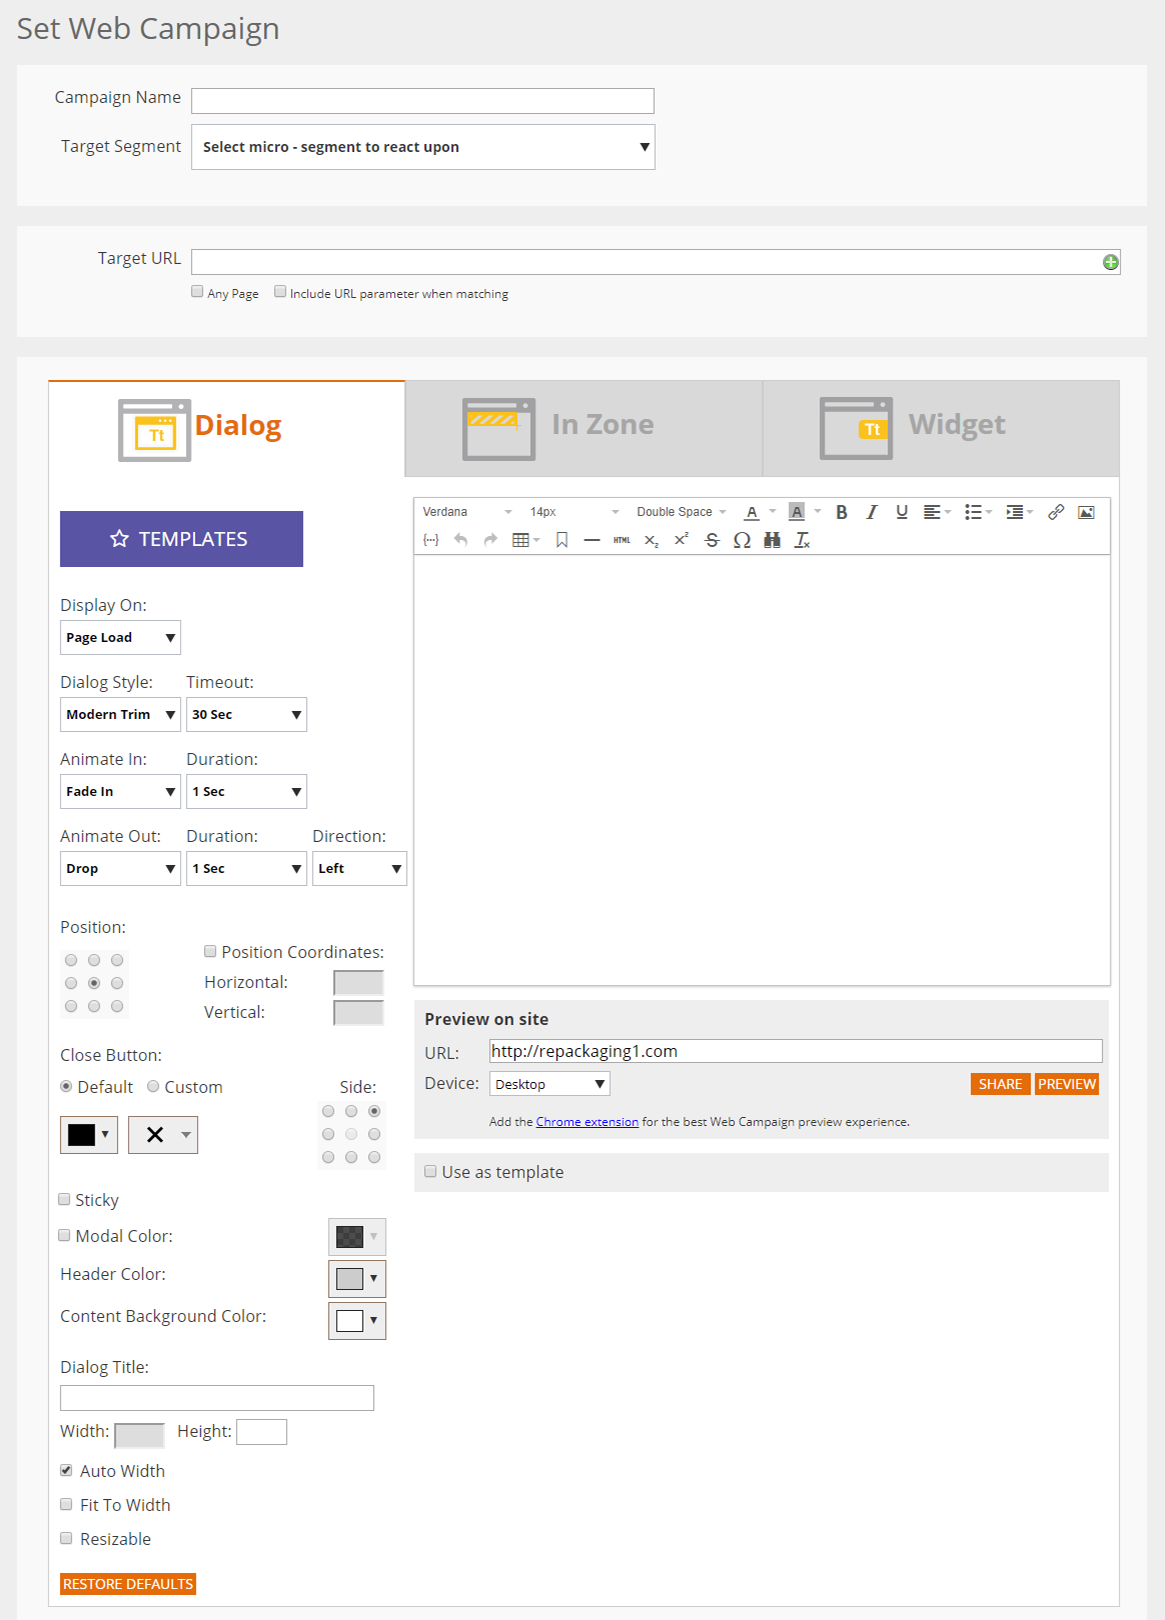 Set Web Campaign
Campaign Name
Target Segment
Select micro - segment to react upon
Target URL
Any Page
Include URL parameter when matching
Tt
Dialog
In Zone
Tt
Widget
TEMPLATES
Verdana
14px
Double Space
A
A
B
I
U
HTML
x₂
x²
S
Ω
Tx
Display On:
Page Load
Dialog Style:
Timeout:
Modern Trim
30 Sec
Animate In:
Duration:
Fade In
1 Sec
Animate Out:
Duration:
Direction:
Drop
1 Sec
Left
Position:
Position Coordinates:
Horizontal:
Vertical:
Close Button:
Default
Custom
Side:
Sticky
Modal Color:
Header Color:
Content Background Color:
Dialog Title:
Width:
Height:
Auto Width
Fit To Width
Resizable
RESTORE DEFAULTS
Preview on site
URL:
http://repackaging1.com
Device:
Desktop
SHARE
PREVIEW
Add the Chrome extension for the best Web Campaign preview experience.
Use as template